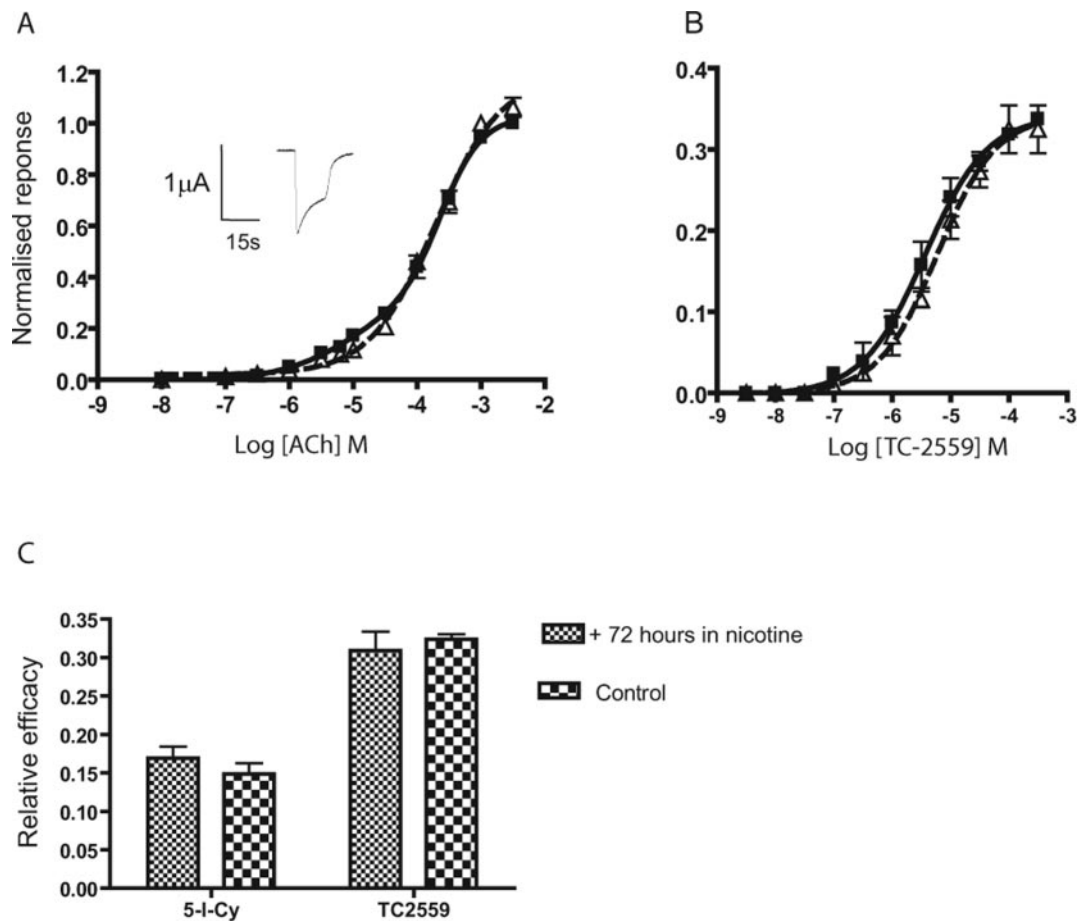 A
Normalised reponse
1.2
1.0
0.8
0.6
0.4
0.2
0.0
1µA
15s
-9 -8 -7 -6 -5 -4 -3 -2
Log [ACh] M
B
0.4
0.3
0.2
0.1
0.0
-9 -8 -7 -6 -5 -4 -3
Log [TC-2559] M
C
Relative efficacy
0.35
0.30
0.25
0.20
0.15
0.10
0.05
0.00
5-I-Cy TC2559
+ 72 hours in nicotine
Control